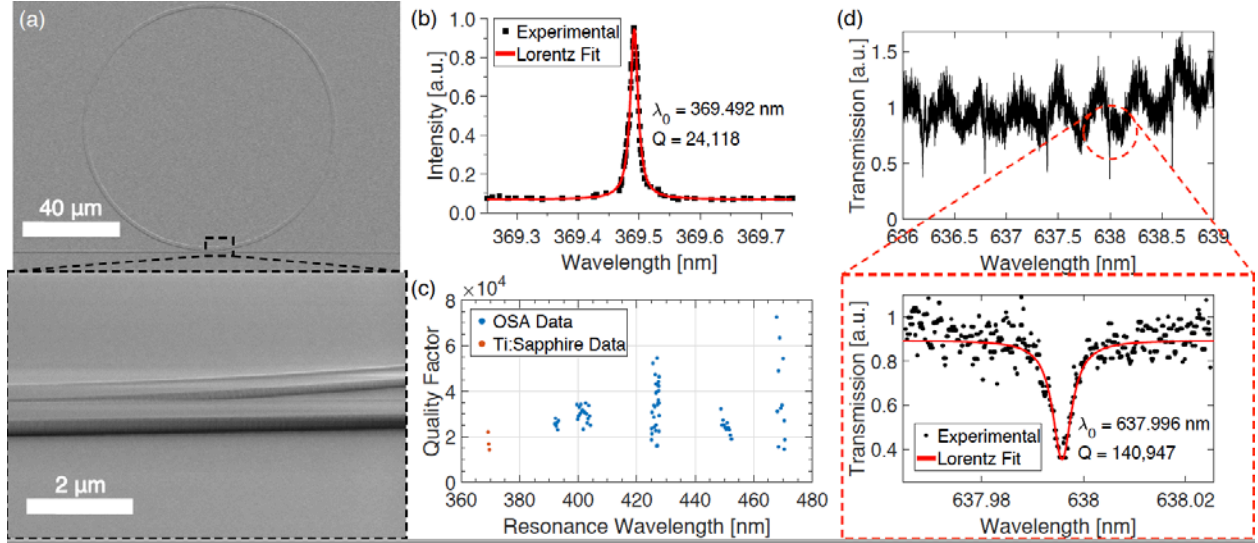 (a)
40 μm
2 μm
(b)
Experimental
Lorentz Fit
λ0 = 369.492 nm
Q = 24,118
Intensity [a.u.]
1.0
0.8
0.6
0.4
0.2
0.0
369.3 369.4 369.5 369.6 369.7
Wavelength [nm]
(c)
×10^4
OSA Data
Ti:Sapphire Data
Quality Factor
8
6
4
2
0
360 380 400 420 440 460 480
Resonance Wavelength [nm]
(d)
Transmission [a.u.]
1.5
1
0.5
0
636 636.5 637 637.5 638 638.5 639
Wavelength [nm]
Transmission [a.u.]
1
0.8
0.6
0.4
Experimental
Lorentz Fit
λ0 = 637.996 nm
Q = 140,947
637.98 638 638.02
Wavelength [nm]